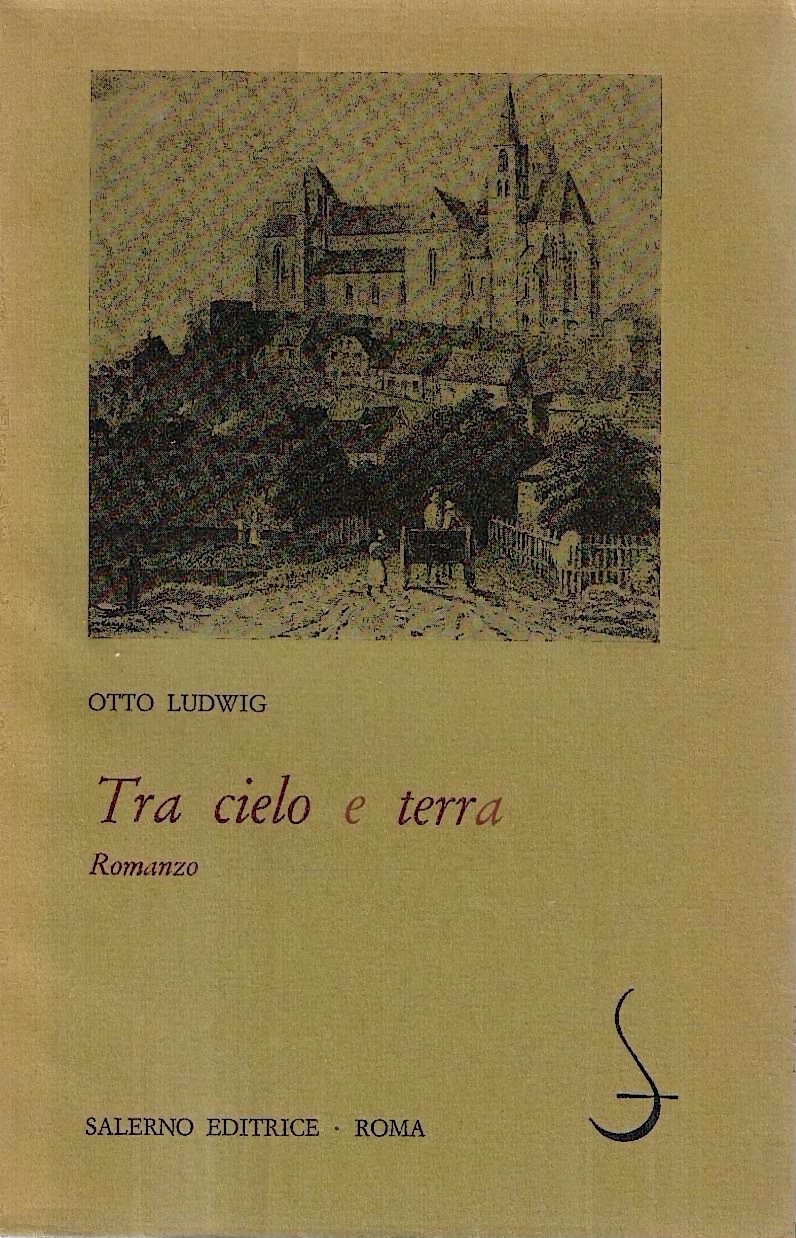 OTTO LUDWIG
Tra cielo e terra
Romanzo
SALERNO EDITRICE · ROMA